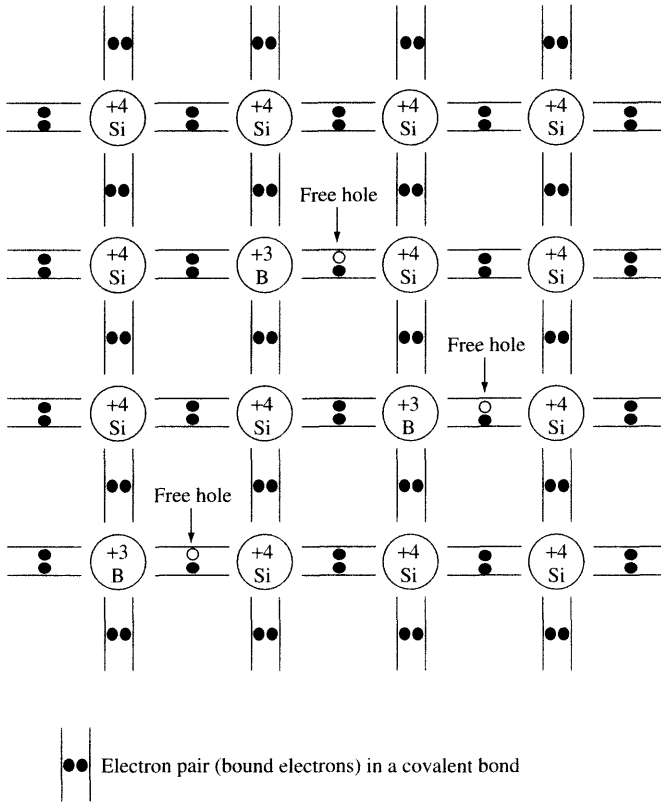 +4 +4 +4 +4
Si Si Si Si
Free hole
+4 +3 +4 +4
Si B Si Si
Free hole
+4 +4 +3 +4
Si Si B Si
Free hole
+3 +4 +4 +4
B Si Si Si
Electron pair (bound electrons) in a covalent bond